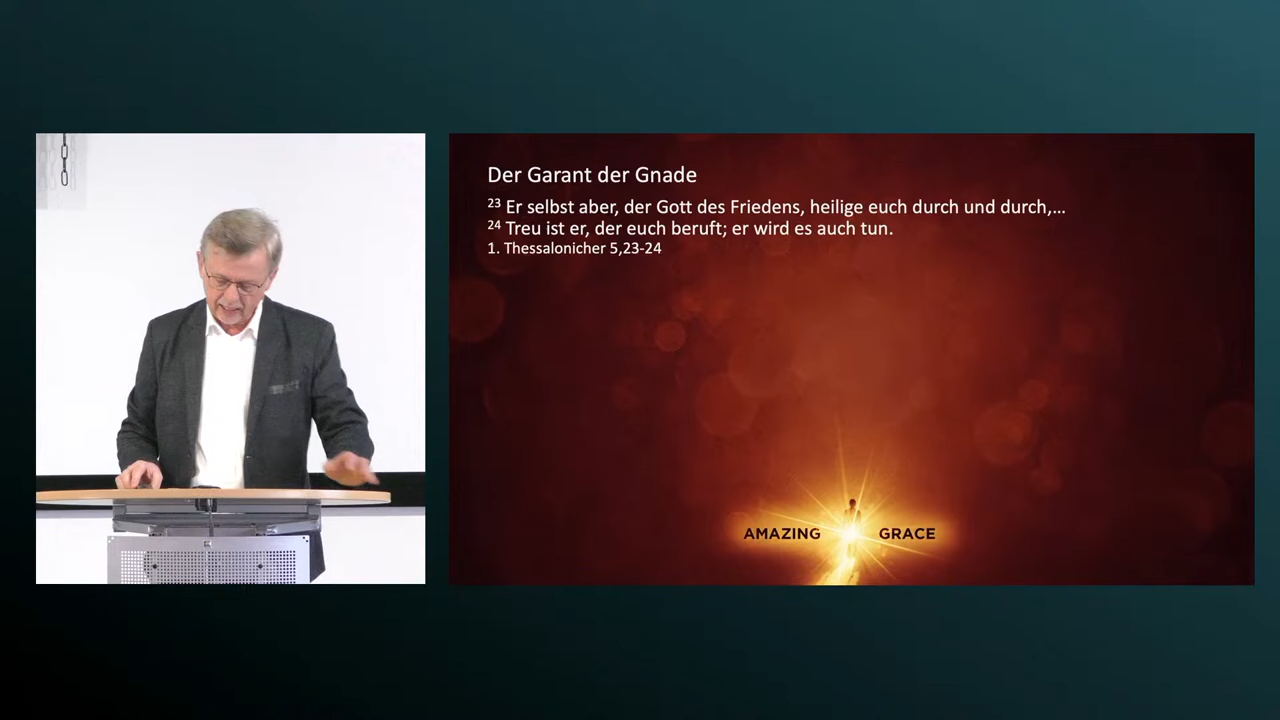 Der Garant der Gnade
²³ Er selbst aber, der Gott des Friedens, heilige euch durch und durch,...
²⁴ Treu ist er, der euch beruft; er wird es auch tun.
1. Thessalonicher 5,23-24
AMAZING GRACE